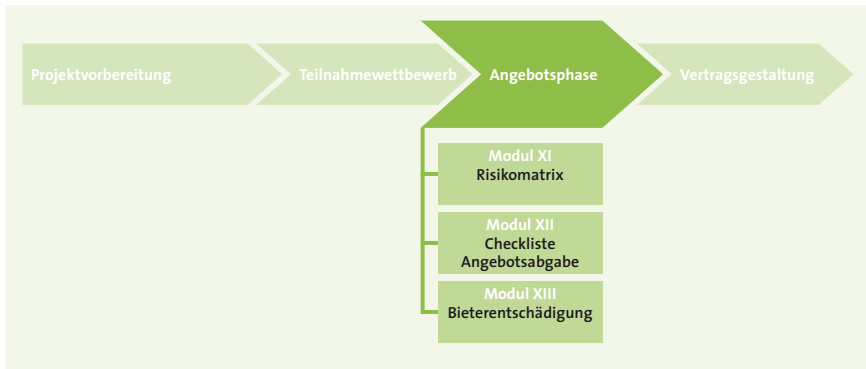 Projektvorbereitung
Teilnahmewettbewerb
Angebotsphase
Vertragsgestaltung
Modul XI
Risikomatrix
Modul XII
Checkliste
Angebotsabgabe
Modul XIII
Bieterentschädigung